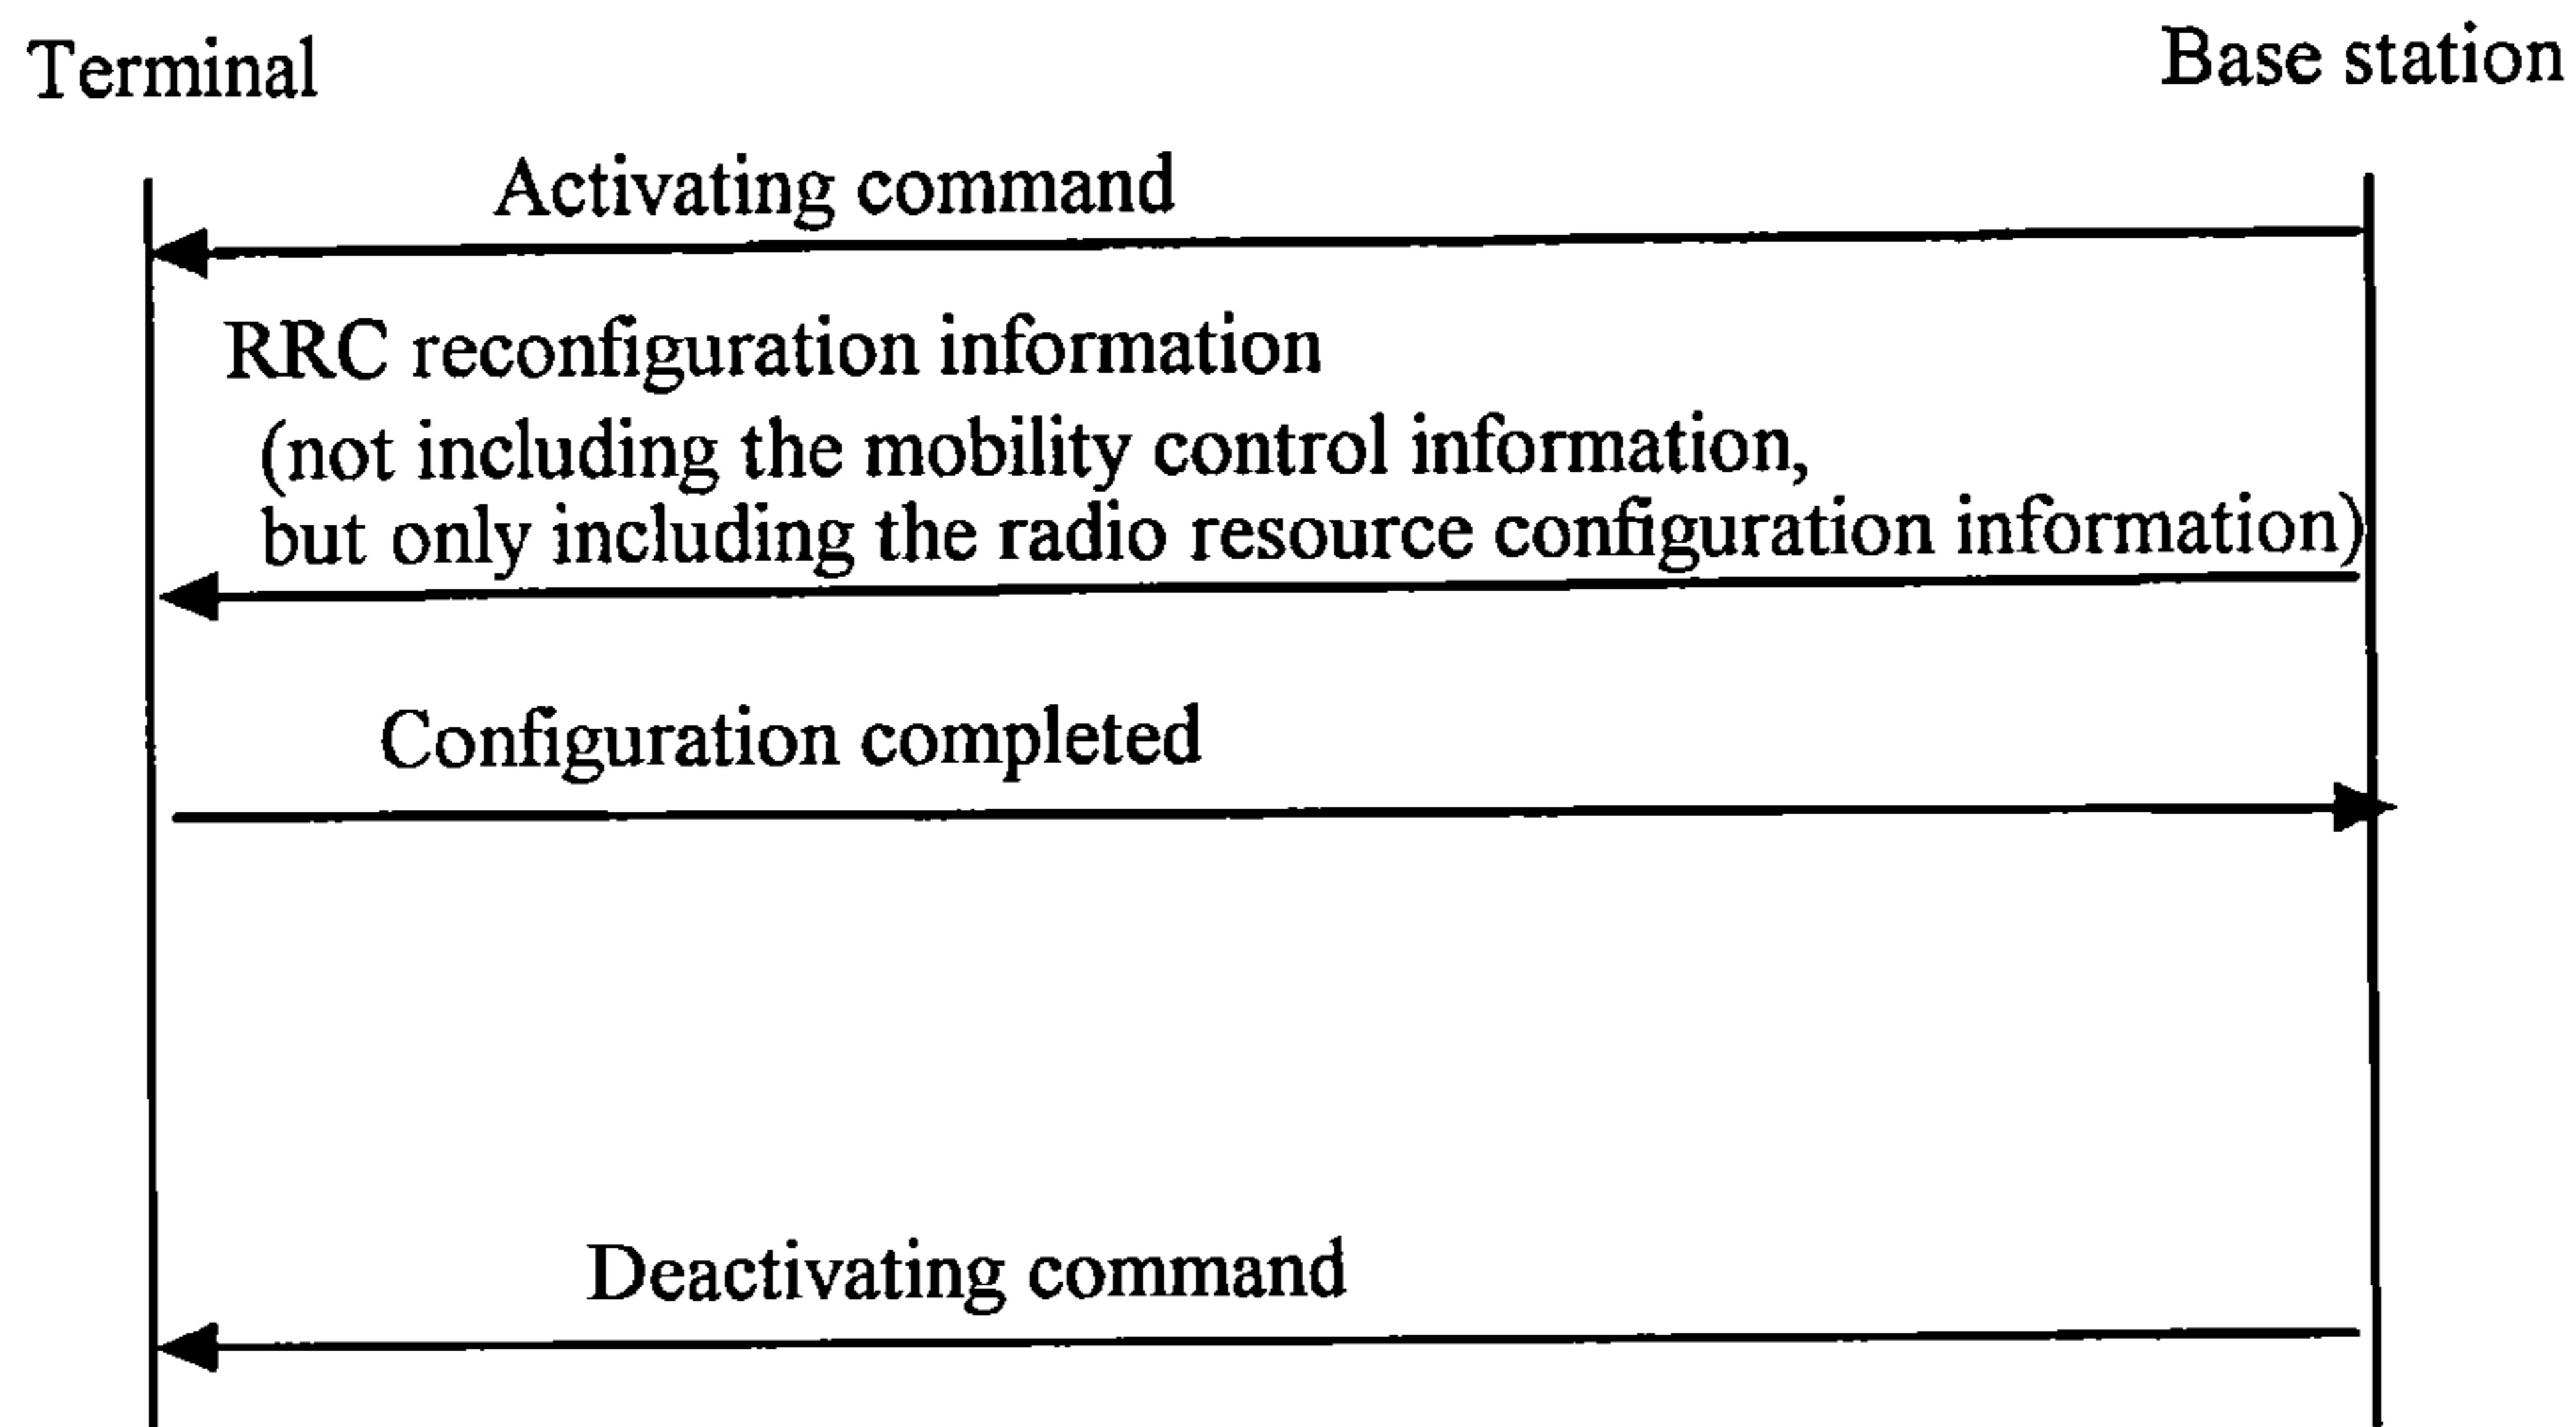 Terminal
Base station
Activating command
RRC reconfiguration information
(not including the mobility control information,
but only including the radio resource configuration information)
Configuration completed
Deactivating command